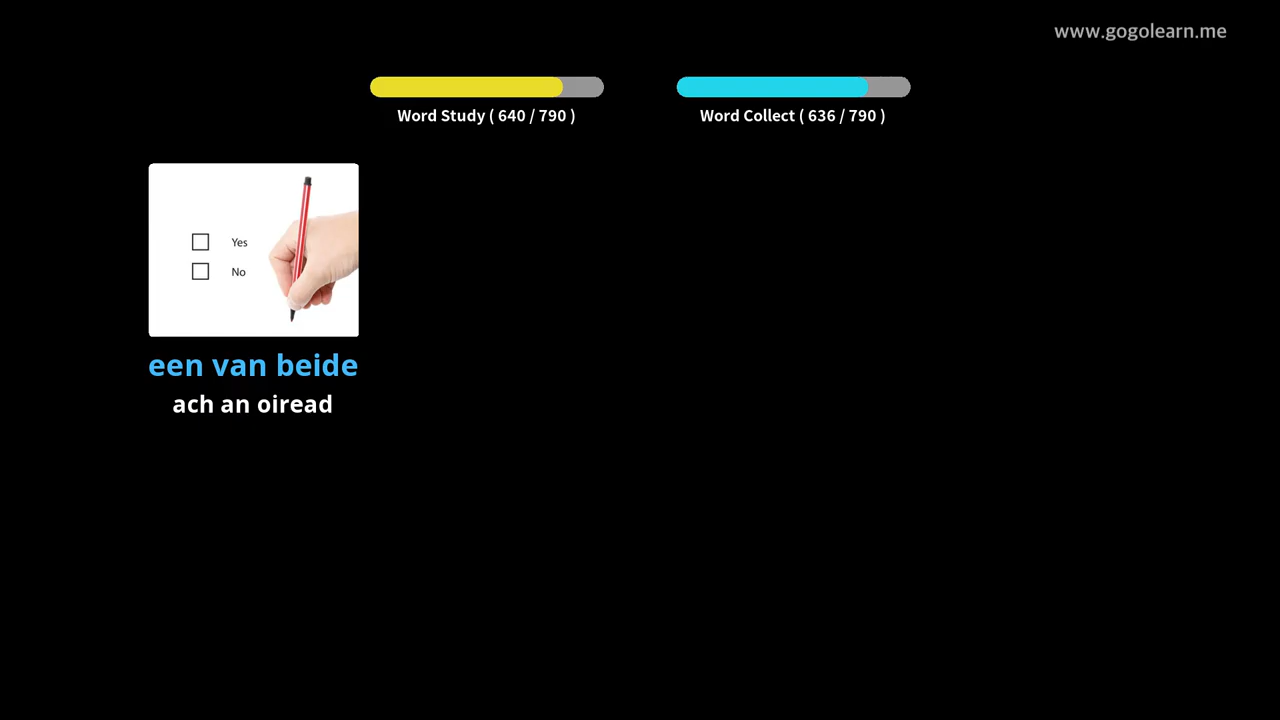 www.gogolearn.me
Word Study ( 640 / 790 )
Word Collect ( 636 / 790 )
Yes
No
een van beide
ach an oiread